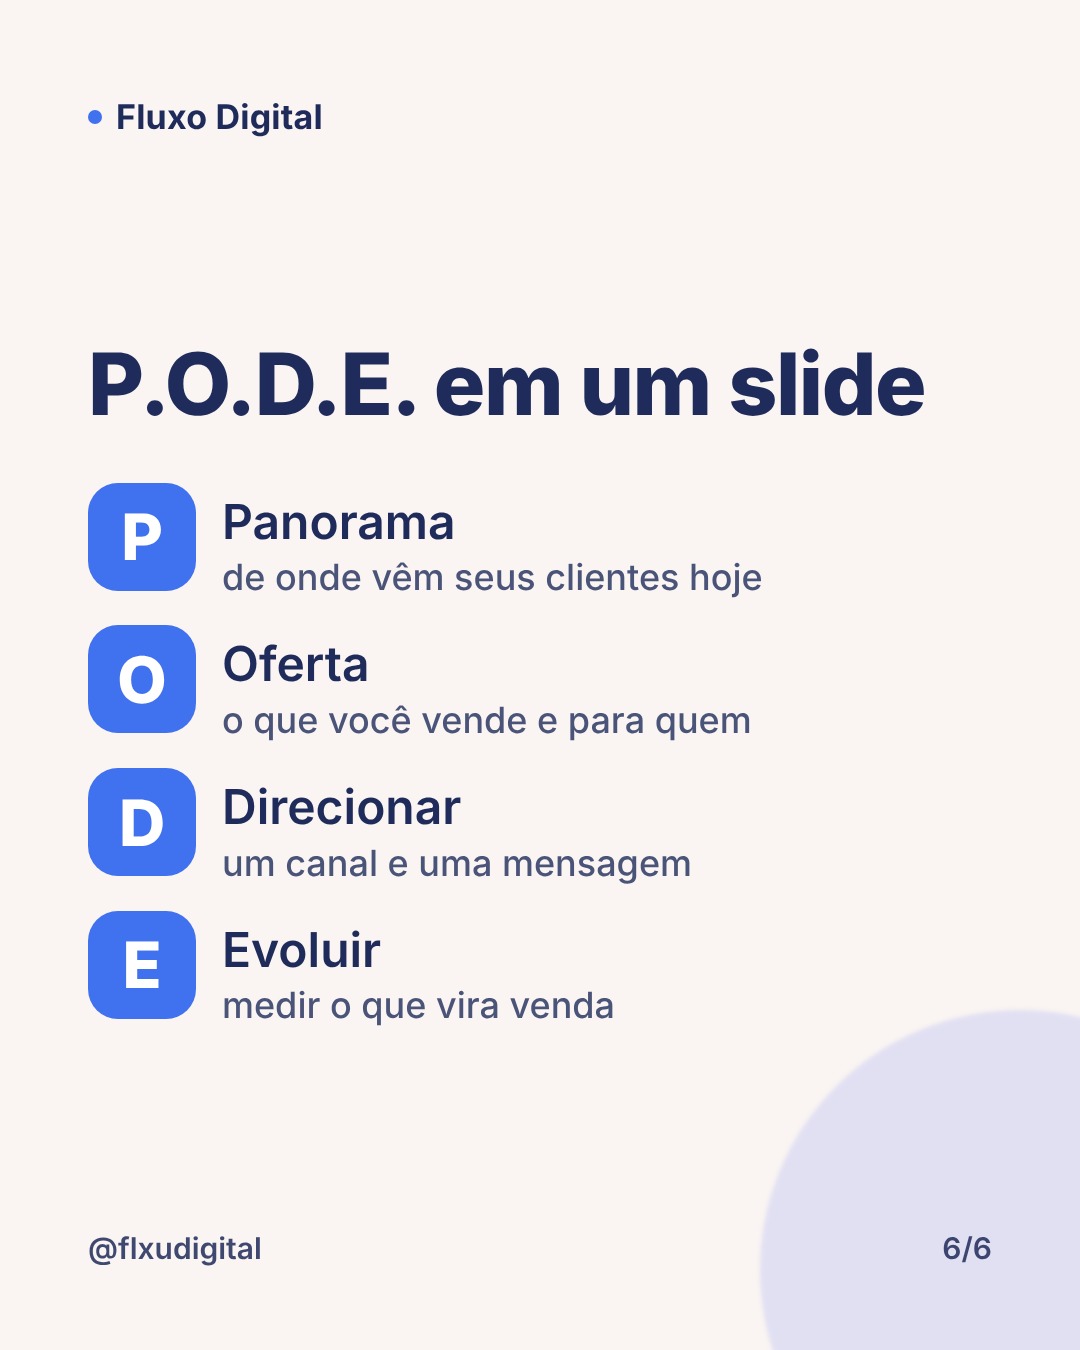 Fluxo Digital
P.O.D.E. em um slide
P
Panorama
de onde vêm seus clientes hoje
O
Oferta
o que você vende e para quem
D
Direcionar
um canal e uma mensagem
E
Evoluir
medir o que vira venda
@flxudigital
6/6